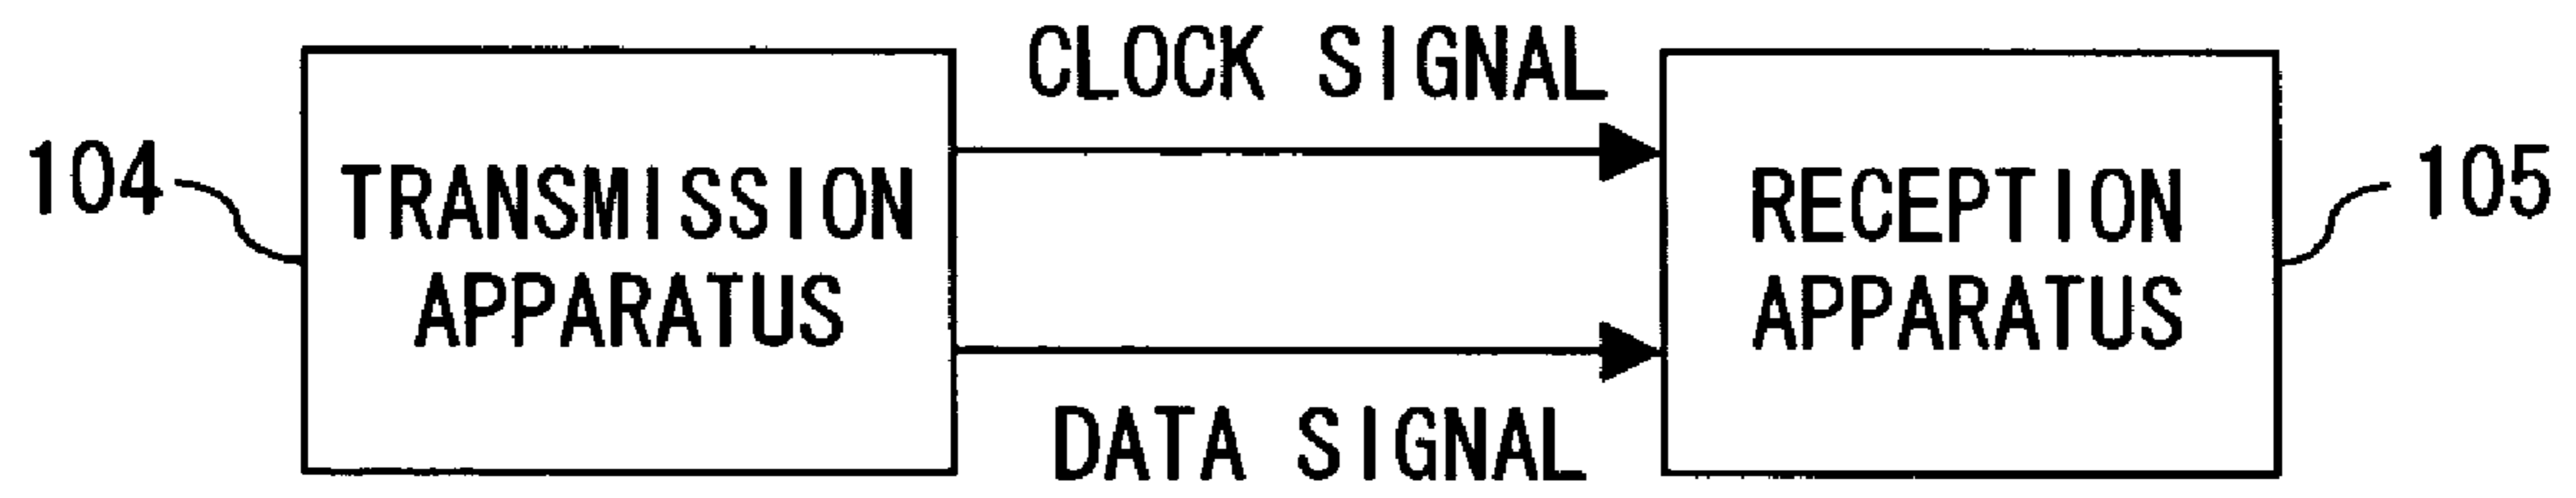 CLOCK SIGNAL
104
TRANSMISSION
APPARATUS
RECEPTION
APPARATUS
105
DATA SIGNAL